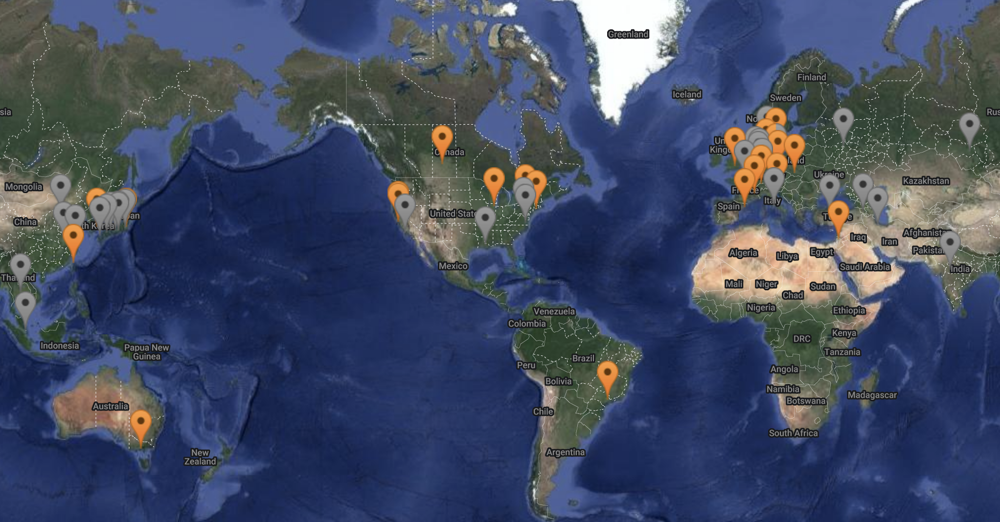 Greenland
Finland
Iceland
Sweden
Canada
Ukraine
Kazakhstan
Mongolia
Italy
Spain
United
China
Afghanistan
Iraq
Iran
Pakistan
Algeria
Libya
Egypt
Mexico
Saudi Arabia
India
Thailand
Mali
Niger
Sudan
Chad
Nigeria
Ethiopia
Venezuela
Colombia
Kenya
DRC
Indonesia
Papua New
Guinea
Tanzania
Brazil
Peru
Angola
Bolivia
Namibia
Madagascar
Botswana
Australia
Chile
South Africa
New
Zealand
Argentina